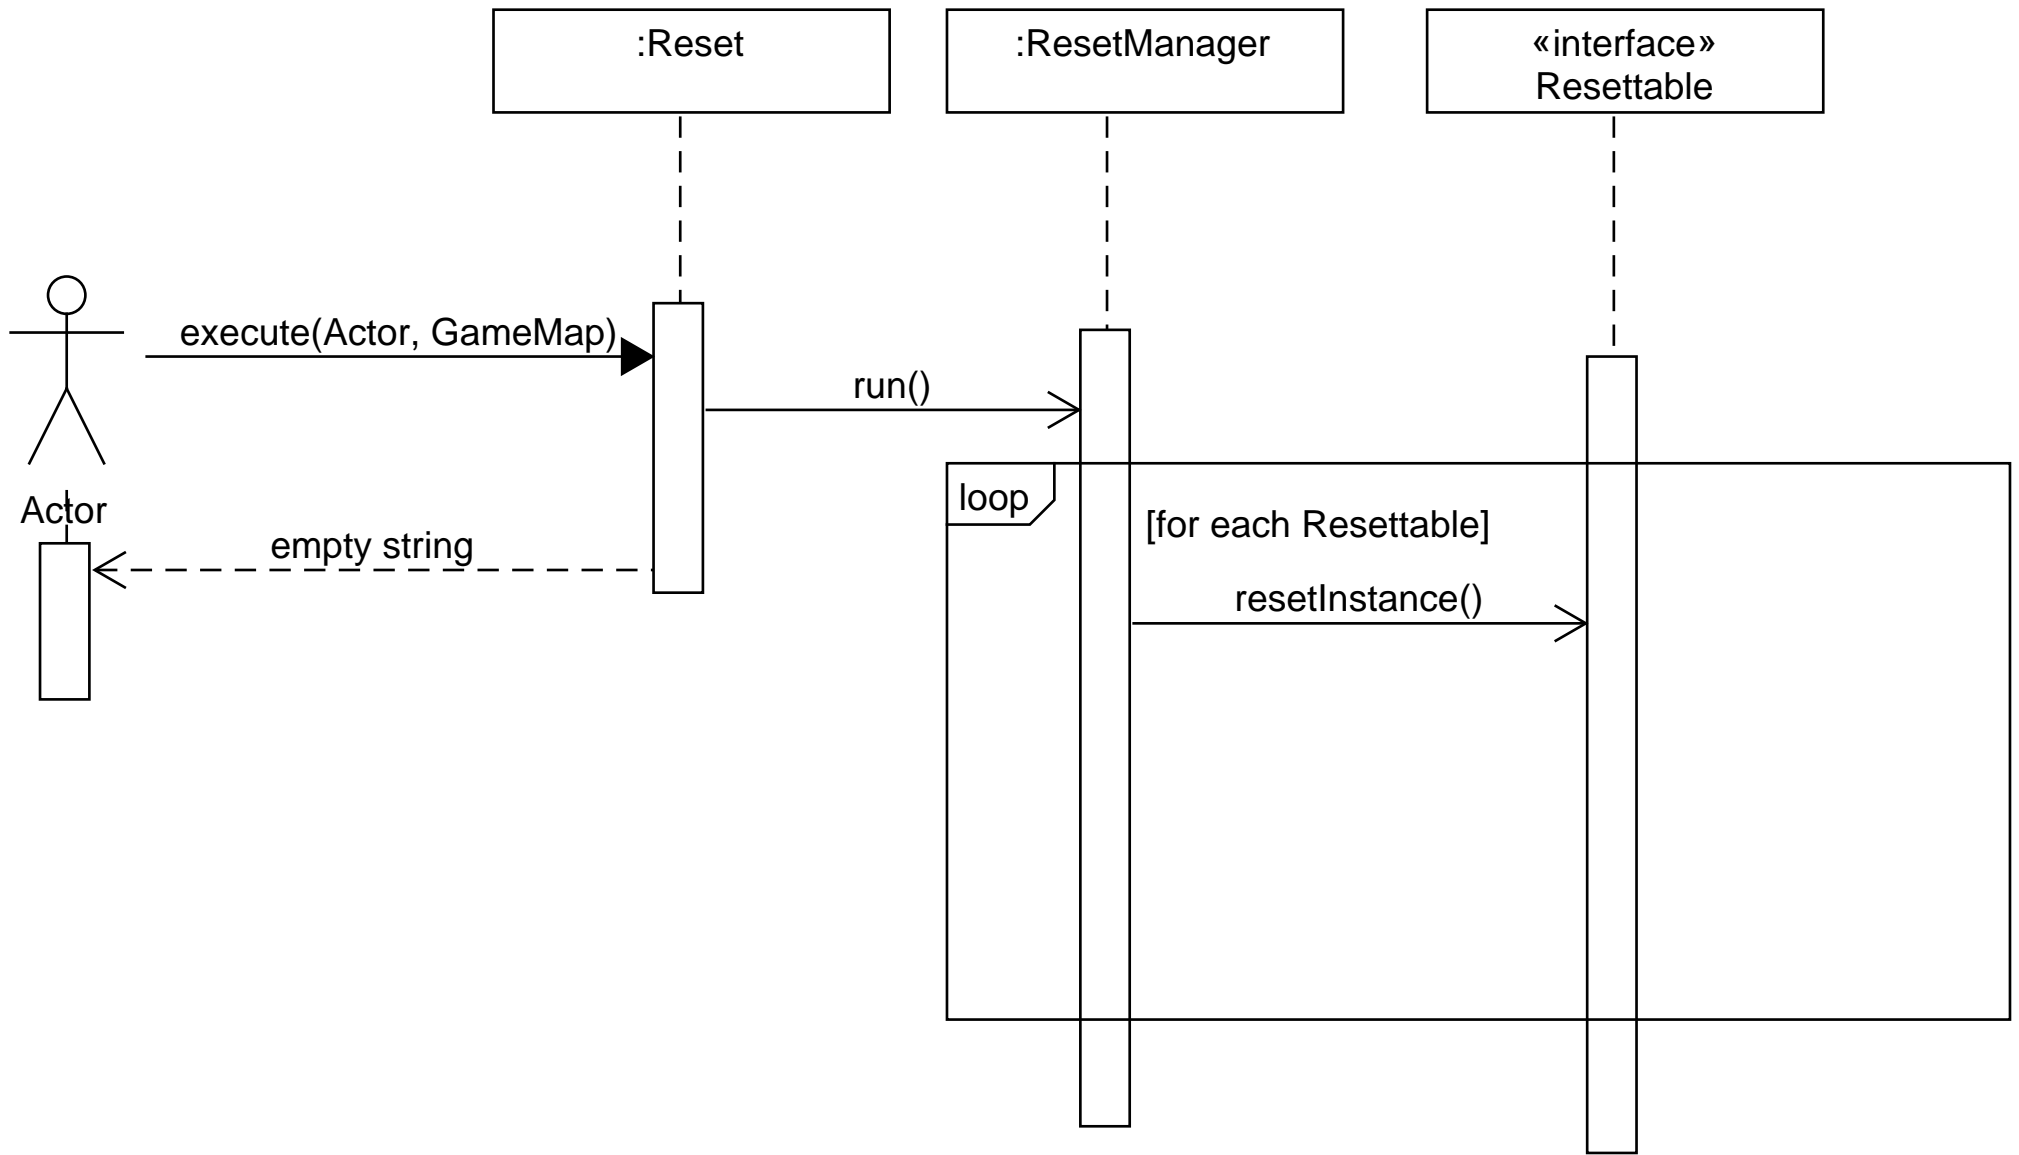 :Reset
:ResetManager
«interface»
Resettable
execute(Actor, GameMap)
run()
loop
Actor
[for each Resettable]
empty string
resetInstance()